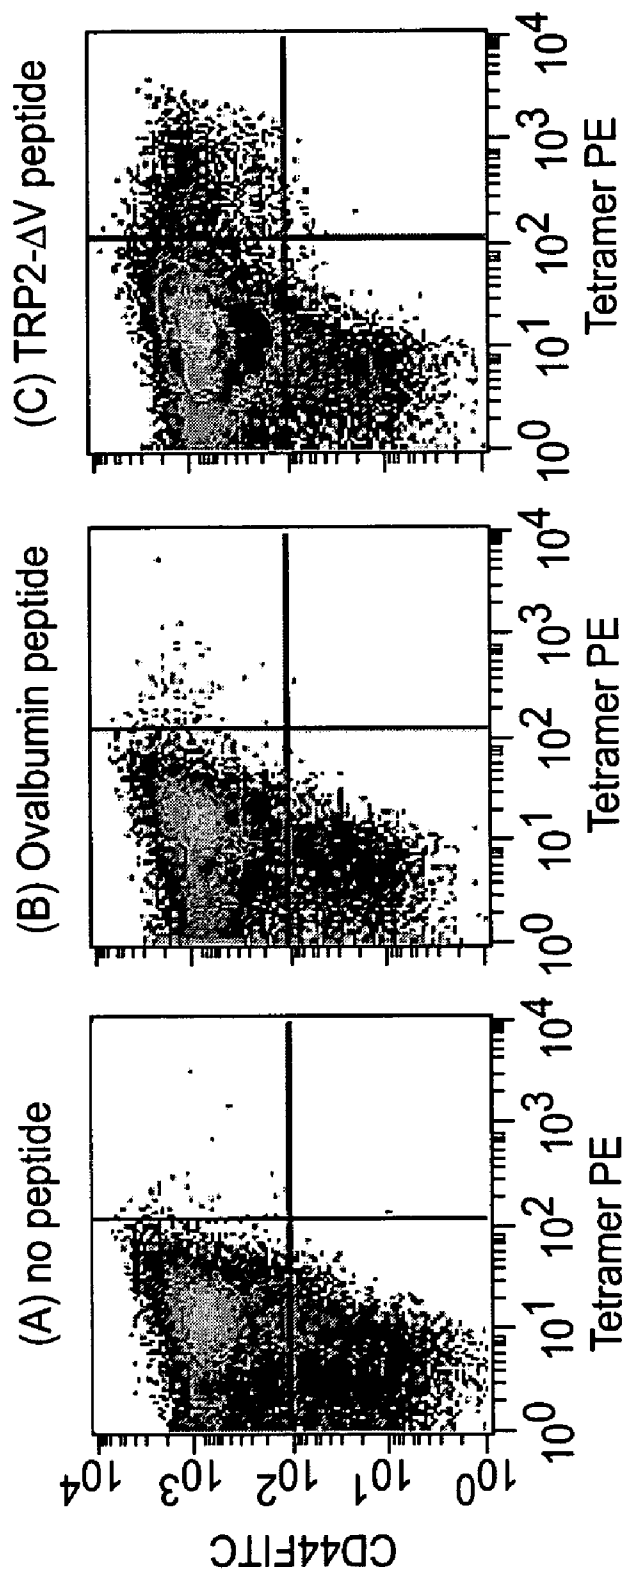 (A) no peptide
(B) Ovalbumin peptide
(C) TRP2-ΔV peptide
CD44FITC
10⁴
10³
10²
10¹
10⁰
10⁰ 10¹ 10² 10³ 10⁴
Tetramer PE
10⁰ 10¹ 10² 10³ 10⁴
Tetramer PE
10⁰ 10¹ 10² 10³ 10⁴
Tetramer PE